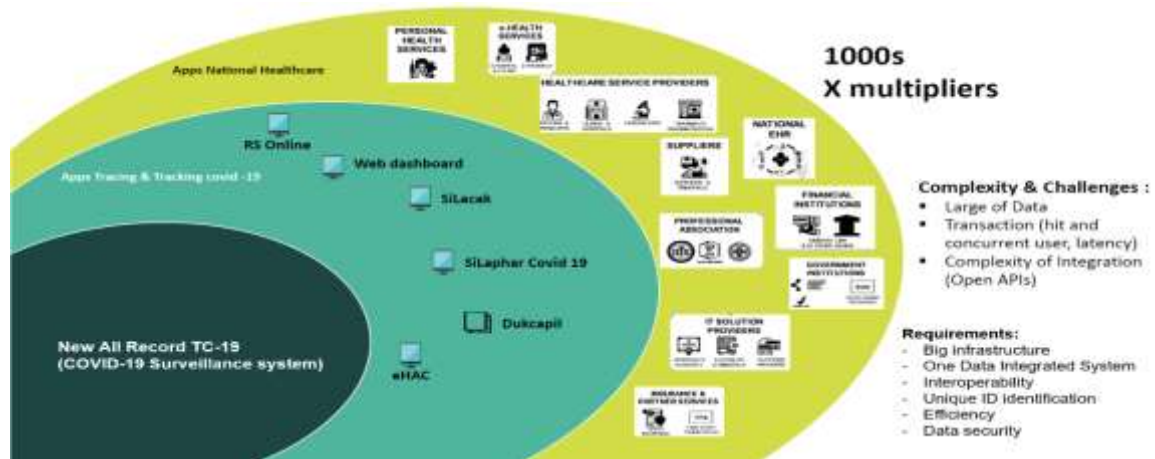 PERSONAL
HEALTH
SERVICES
e-HEALTH
SERVICES
Apps National Healthcare
1000s
X multipliers
HEALTHCARE SERVICE PROVIDERS
RS Online
Web dashboard
SUPPLIERS
NATIONAL
EHR
Apps Tracing & Tracking covid -19
SiLacak
FINANCIAL
INSTITUTIONS
Complexity & Challenges :
Large of Data
Transaction (hit and
concurrent user, latency)
Complexity of Integration
(Open APIs)
PROFESSIONAL
ASSOCIATION
SiLaphar Covid 19
GOVERNMENT
INSTITUTIONS
Dukcapil
IT SOLUTION
PROVIDERS
New All Record TC-19
(COVID-19 Surveillance system)
eHAC
Requirements:
- Big Infrastructure
- One Data Integrated System
- Interoperability
- Unique ID identification
- Efficiency
- Data security
INSURANCE &
PARTNER SERVICES